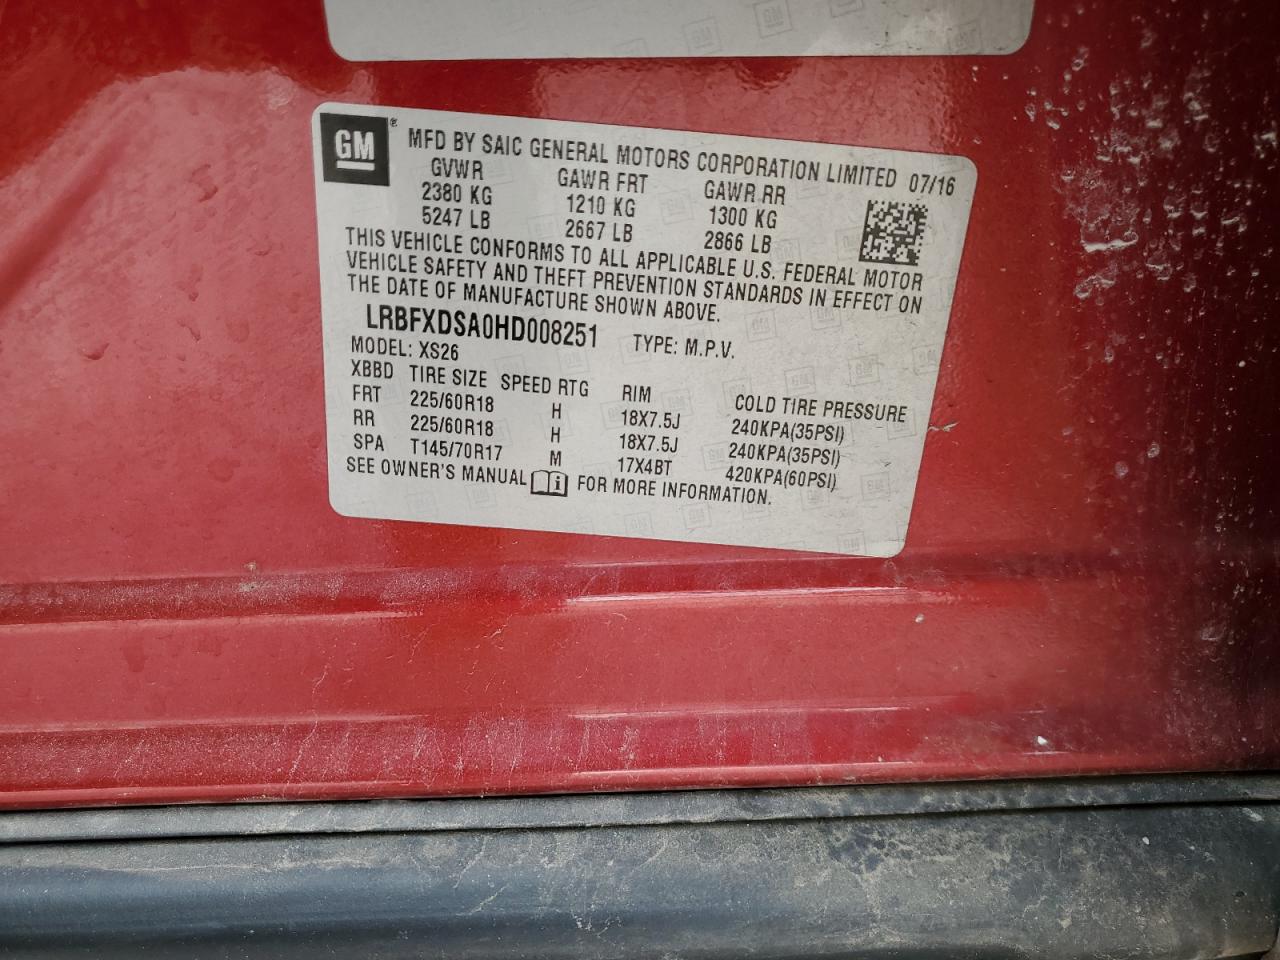 GM ® MFD BY SAIC GENERAL MOTORS CORPORATION LIMITED 07/16
GVWR GAWR FRT GAWR RR
2380 KG 1210 KG 1300 KG
5247 LB 2667 LB 2866 LB
THIS VEHICLE CONFORMS TO ALL APPLICABLE U.S. FEDERAL MOTOR
VEHICLE SAFETY AND THEFT PREVENTION STANDARDS IN EFFECT ON
THE DATE OF MANUFACTURE SHOWN ABOVE.
LRBFXDSA0HD008251 TYPE: M.P.V.
MODEL: XS26
XBBD TIRE SIZE SPEED RTG RIM COLD TIRE PRESSURE
FRT 225/60R18 H 18X7.5J 240KPA(35PSI)
RR 225/60R18 H 18X7.5J 240KPA(35PSI)
SPA T145/70R17 M 17X4BT 420KPA(60PSI)
SEE OWNER'S MANUAL i FOR MORE INFORMATION.